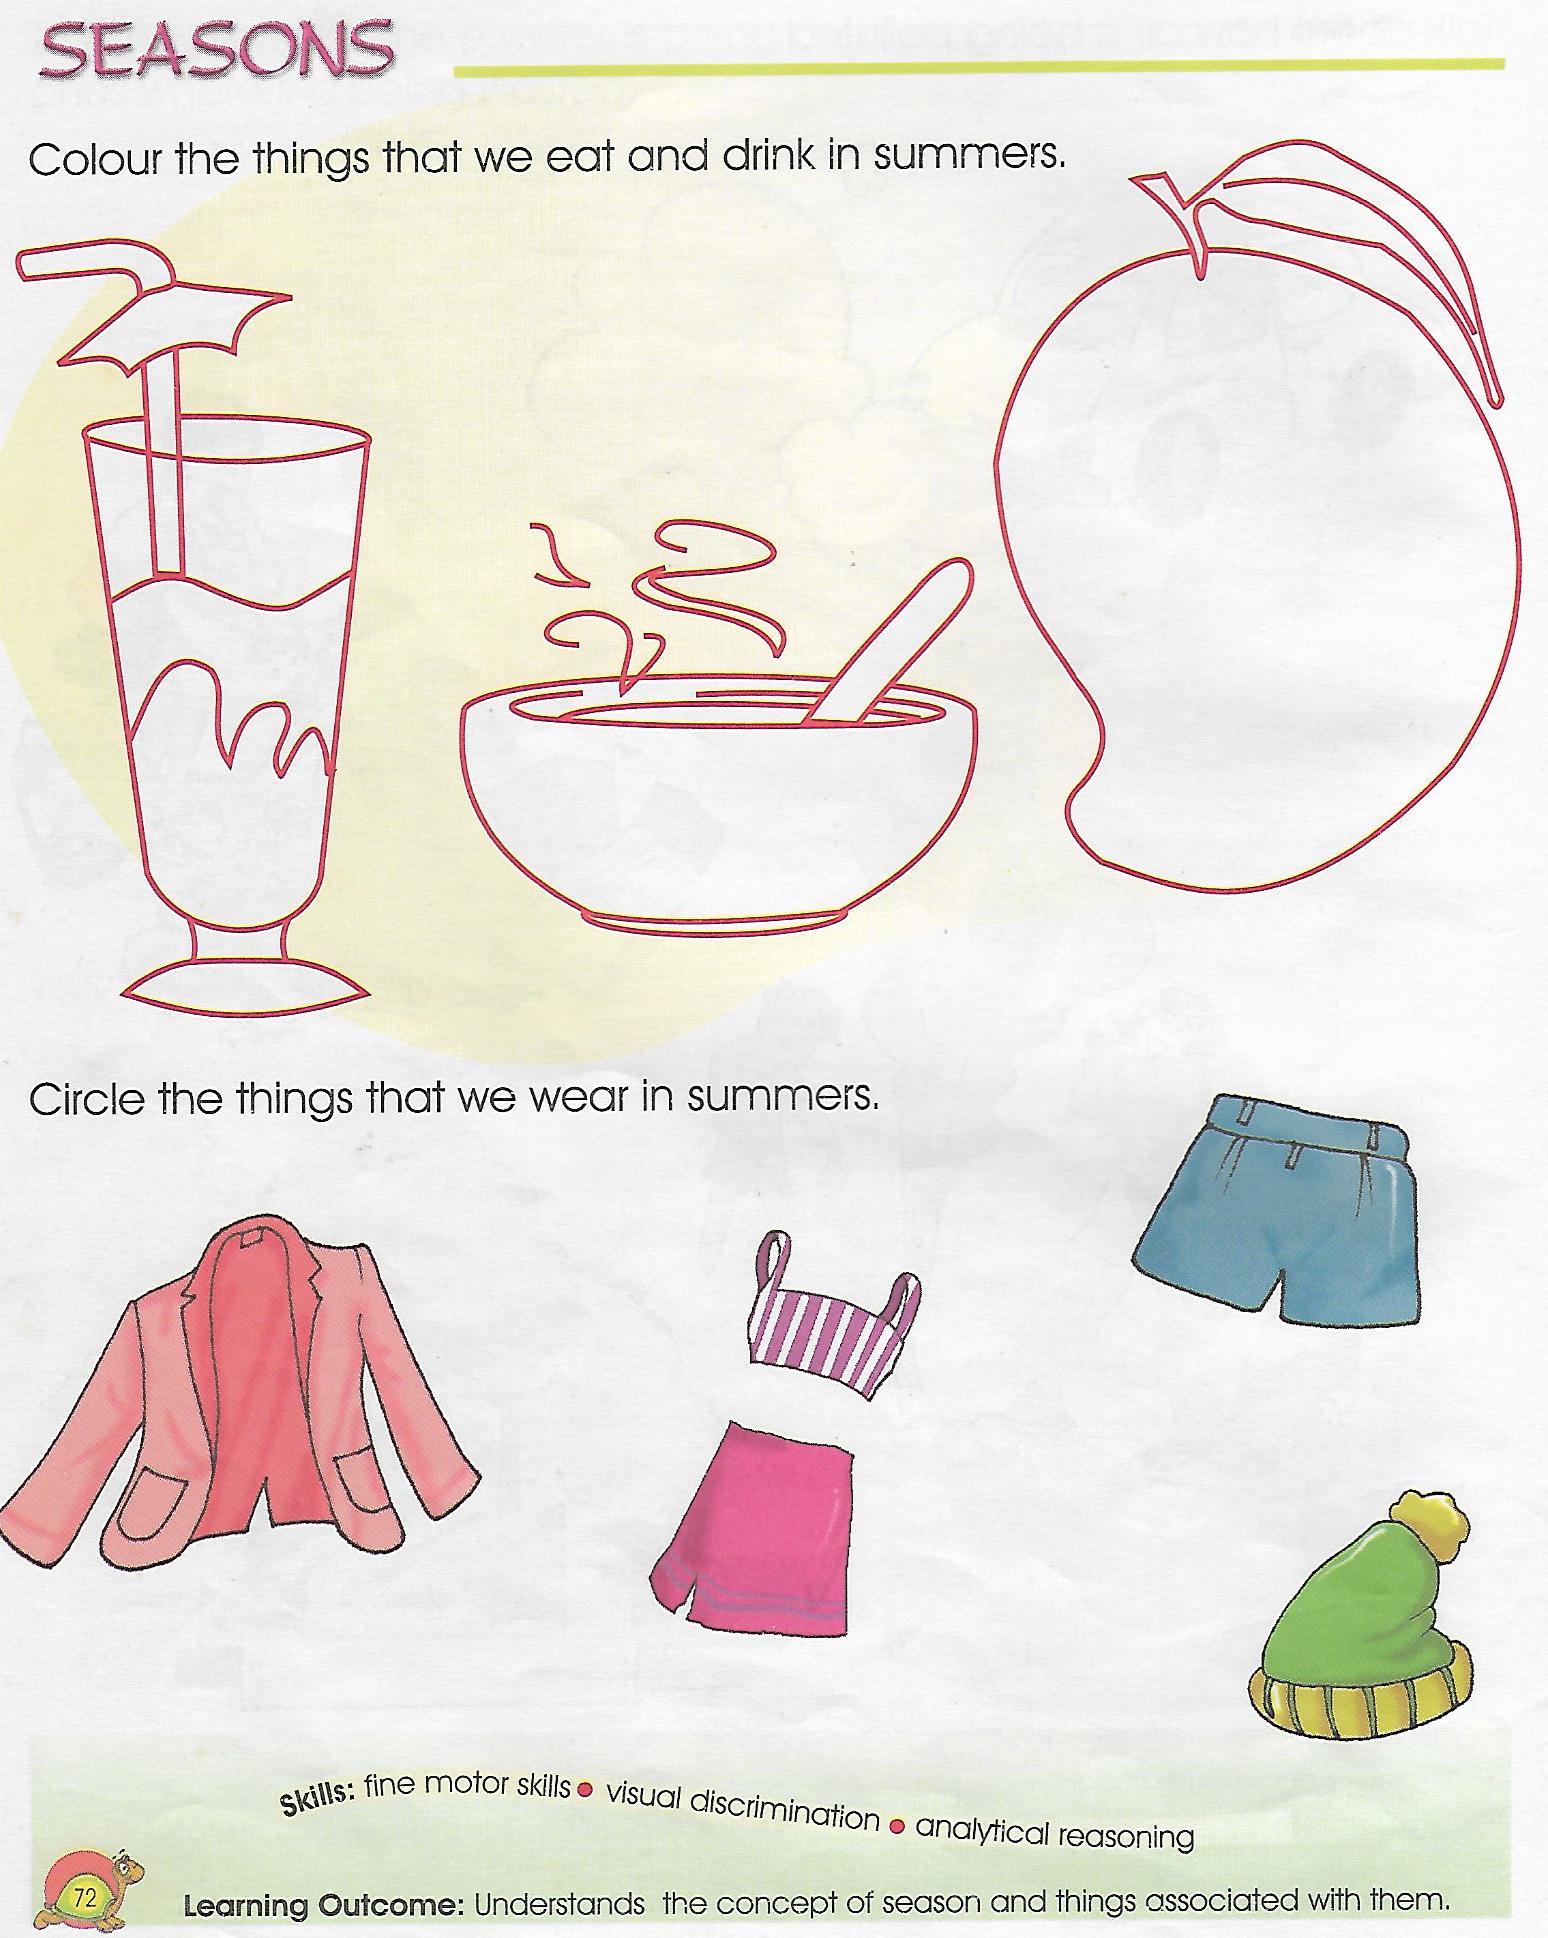 SEASONS
Colour the things that we eat and drink in summers.
Circle the things that we wear in summers.
Skills: fine motor skills ● visual discrimination ● analytical reasoning
72
Learning Outcome: Understands the concept of season and things associated with them.